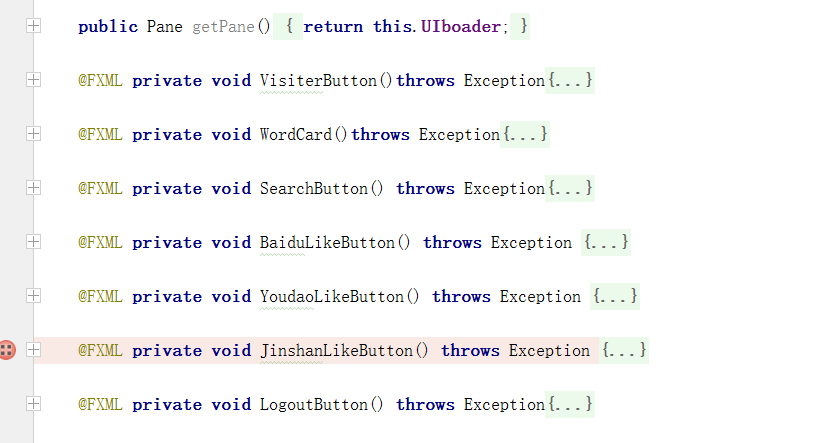 public Pane getPane() { return this.UIboader; }
@FXML private void VisiterButton()throws Exception{...}
@FXML private void WordCard()throws Exception{...}
@FXML private void SearchButton() throws Exception{...}
@FXML private void BaiduLikeButton() throws Exception {...}
@FXML private void YoudaoLikeButton() throws Exception {...}
@FXML private void JinshanLikeButton() throws Exception {...}
@FXML private void LogoutButton() throws Exception{...}